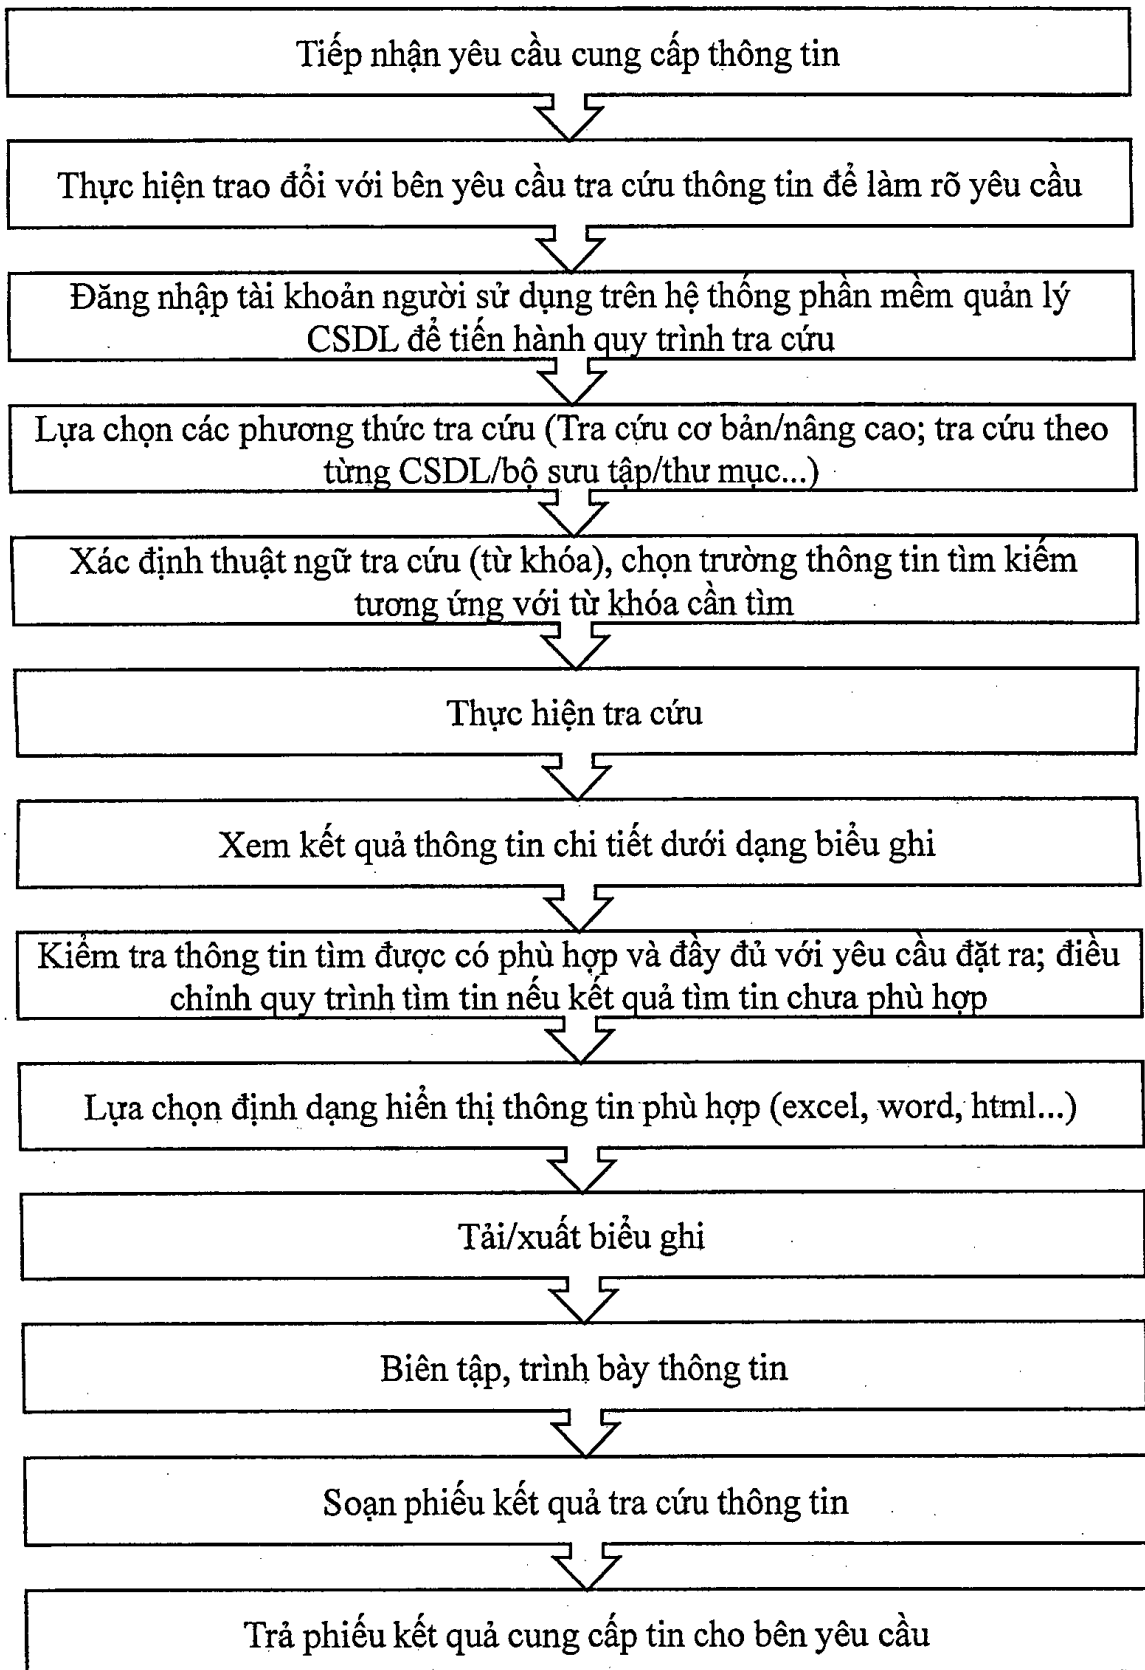 Tiếp nhận yêu cầu cung cấp thông tin
Thực hiện trao đổi với bên yêu cầu tra cứu thông tin để làm rõ yêu cầu
Đăng nhập tài khoản người sử dụng trên hệ thống phần mềm quản lý
CSDL để tiến hành quy trình tra cứu
Lựa chọn các phương thức tra cứu (Tra cứu cơ bản/nâng cao; tra cứu theo
từng CSDL/bộ sưu tập/thư mục...)
Xác định thuật ngữ tra cứu (từ khóa), chọn trường thông tin tìm kiếm
tương ứng với từ khóa cần tìm
Thực hiện tra cứu
Xem kết quả thông tin chi tiết dưới dạng biểu ghi
Kiểm tra thông tin tìm được có phù hợp và đầy đủ với yêu cầu đặt ra; điều
chỉnh quy trình tìm tin nếu kết quả tìm tin chưa phù hợp
Lựa chọn định dạng hiển thị thông tin phù hợp (excel, word, html...)
Tải/xuất biểu ghi
Biên tập, trình bày thông tin
Soạn phiếu kết quả tra cứu thông tin
Trả phiếu kết quả cung cấp tin cho bên yêu cầu